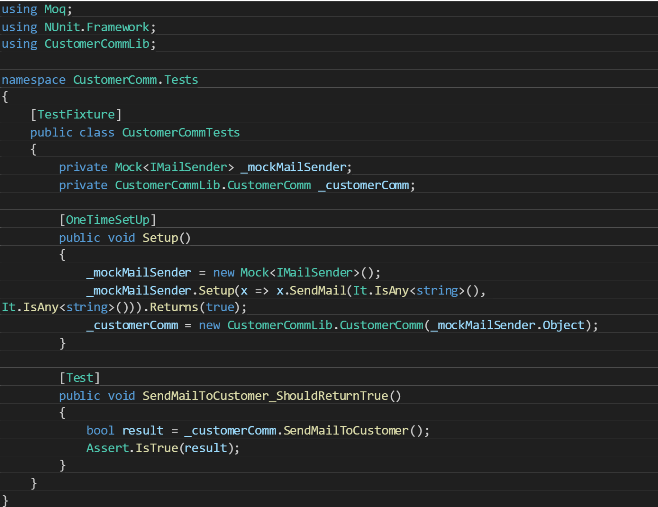 using Moq;
using NUnit.Framework;
using CustomerCommLib;
namespace CustomerComm.Tests
{
[TestFixture]
public class CustomerCommTests
{
private Mock<IMailSender> _mockMailSender;
private CustomerCommLib.CustomerComm _customerComm;
[OneTimeSetUp]
public void Setup()
{
_mockMailSender = new Mock<IMailSender>();
_mockMailSender.Setup(x => x.SendMail(It.IsAny<string>(),
It.IsAny<string>())).Returns(true);
_customerComm = new CustomerCommLib.CustomerComm(_mockMailSender.Object);
}
[Test]
public void SendMailToCustomer_ShouldReturnTrue()
{
bool result = _customerComm.SendMailToCustomer();
Assert.IsTrue(result);
}
}
}